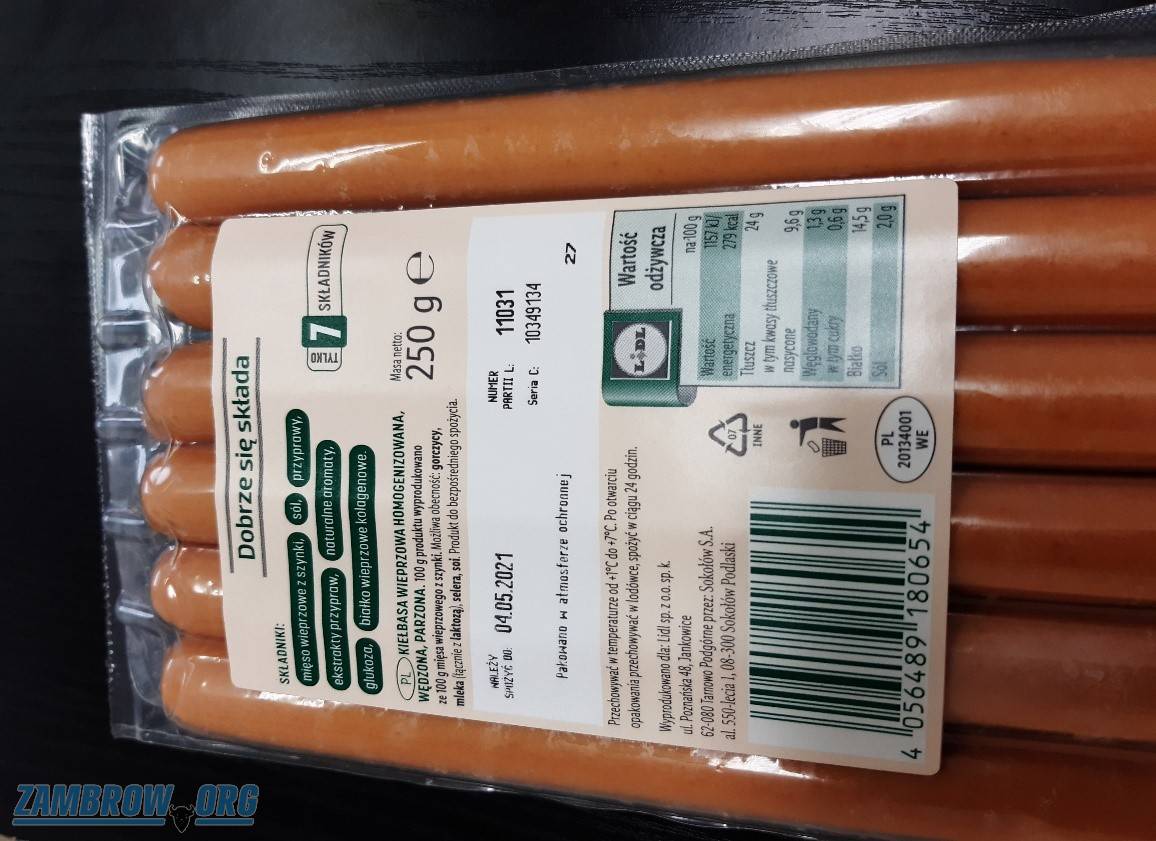 Dobrze się składa
SKŁADNIKI:
mięso wieprzowe z szynki, sól, przyprawy,
ekstrakty przypraw, naturalne aromaty,
glukoza, białko wieprzowe kolagenowe.
TYLKO 7 SKŁADNIKÓW
PL KIEŁBASA WIEPRZOWA HOMOGENIZOWANA,
WĘDZONA, PARZONA. 100 g produktu wyprodukowano
ze 100 g mięsa wieprzowego z szynki. Możliwa obecność: gorczycy,
mleka (łącznie z laktozą), selera, soi. Produkt do bezpośredniego spożycia.
Masa netto:
250 g e
NALEŻY
SPOŻYĆ DO: 04.05.2021
NUMER
PARTII L: 11031
Seria C: 10349134
Pakowano w atmosferze ochronnej
27
Przechowywać w temperaturze od +1°C do +7°C. Po otwarciu
opakowania przechowywać w lodówce, spożyć w ciągu 24 godzin.
Wyprodukowano dla: Lidl sp. z o.o. sp. k.
ul. Poznańska 48, Jankowice
62-080 Tarnowo Podgórne przez: Sokołów S.A.
al. 550-lecia 1, 08-300 Sokołów Podlaski
LIDL
Wartość
odżywcza
na 100 g
Wartość 1157 kJ/
energetyczna 279 kcal
Tłuszcz 24 g
w tym kwasy tłuszczowe
nasycone 9,6 g
Węglowodany 1,3 g
w tym cukry 0,6 g
Białko 14,5 g
Sól 2,0 g
07
INNE
PL
20134001
WE
4 056489 180654
ZAMBROW.ORG